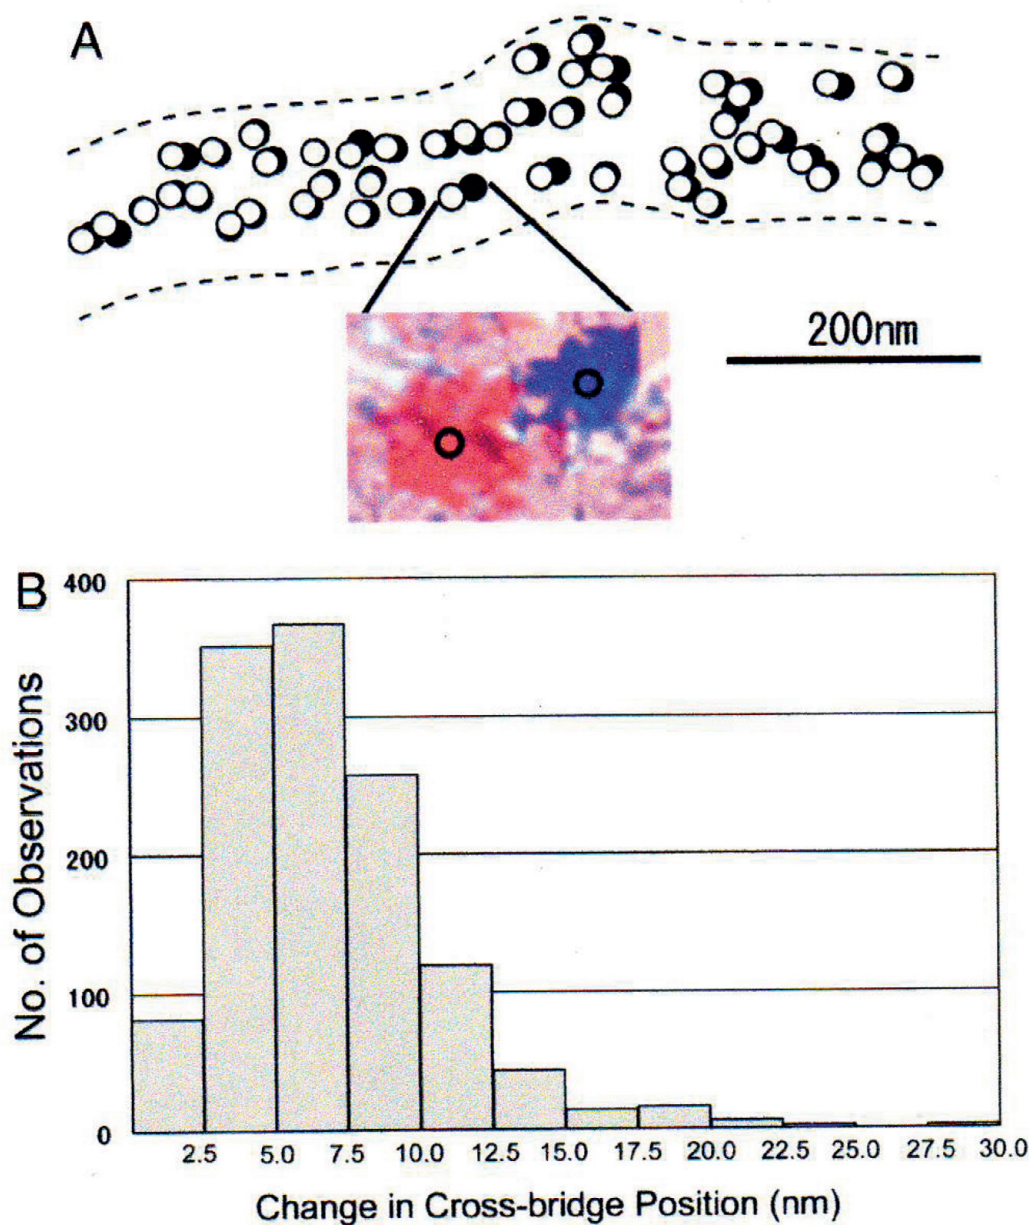 A
200nm
B
No. of Observations
400
300
200
100
0
2.5 5.0 7.5 10.0 12.5 15.0 17.5 20.0 22.5 25.0 27.5 30.0
Change in Cross-bridge Position (nm)